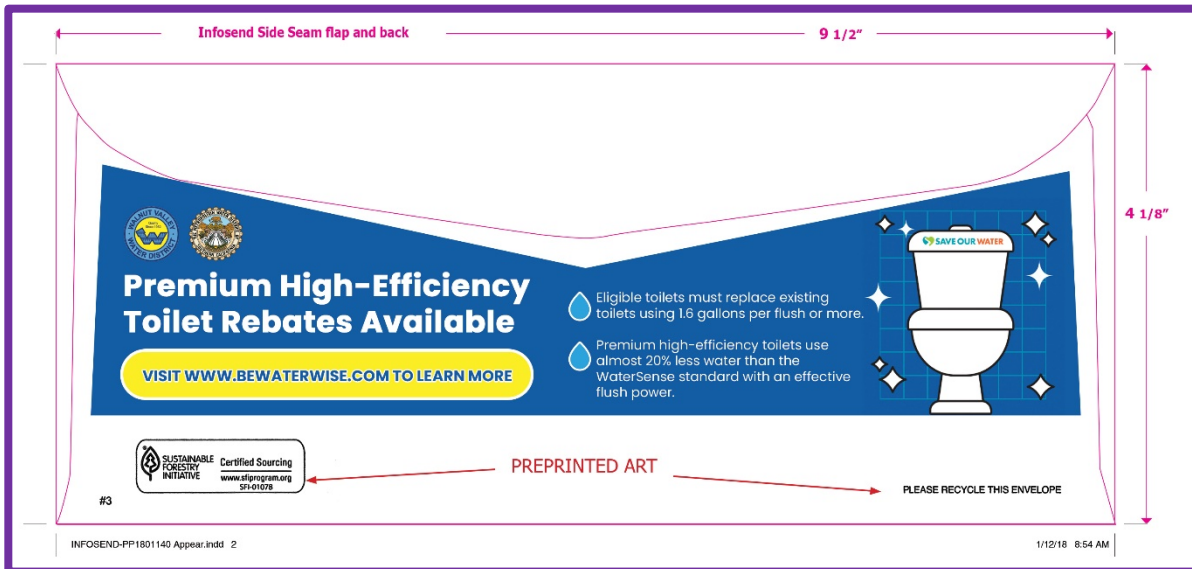 Infosend Side Seam flap and back
9 1/2"
4 1/8"
WALNUT VALLEY
WATER DISTRICT
SAVE OUR WATER
Premium High-Efficiency
Toilet Rebates Available
VISIT WWW.BEWATERWISE.COM TO LEARN MORE
Eligible toilets must replace existing
toilets using 1.6 gallons per flush or more.
Premium high-efficiency toilets use
almost 20% less water than the
WaterSense standard with an effective
flush power.
SUSTAINABLE
FORESTRY
INITIATIVE
Certified Sourcing
www.sfiprogram.org
SFI-01078
PREPRINTED ART
#3
PLEASE RECYCLE THIS ENVELOPE
INFOSEND-PP1801140 Appear.indd 2
1/12/18 8:54 AM